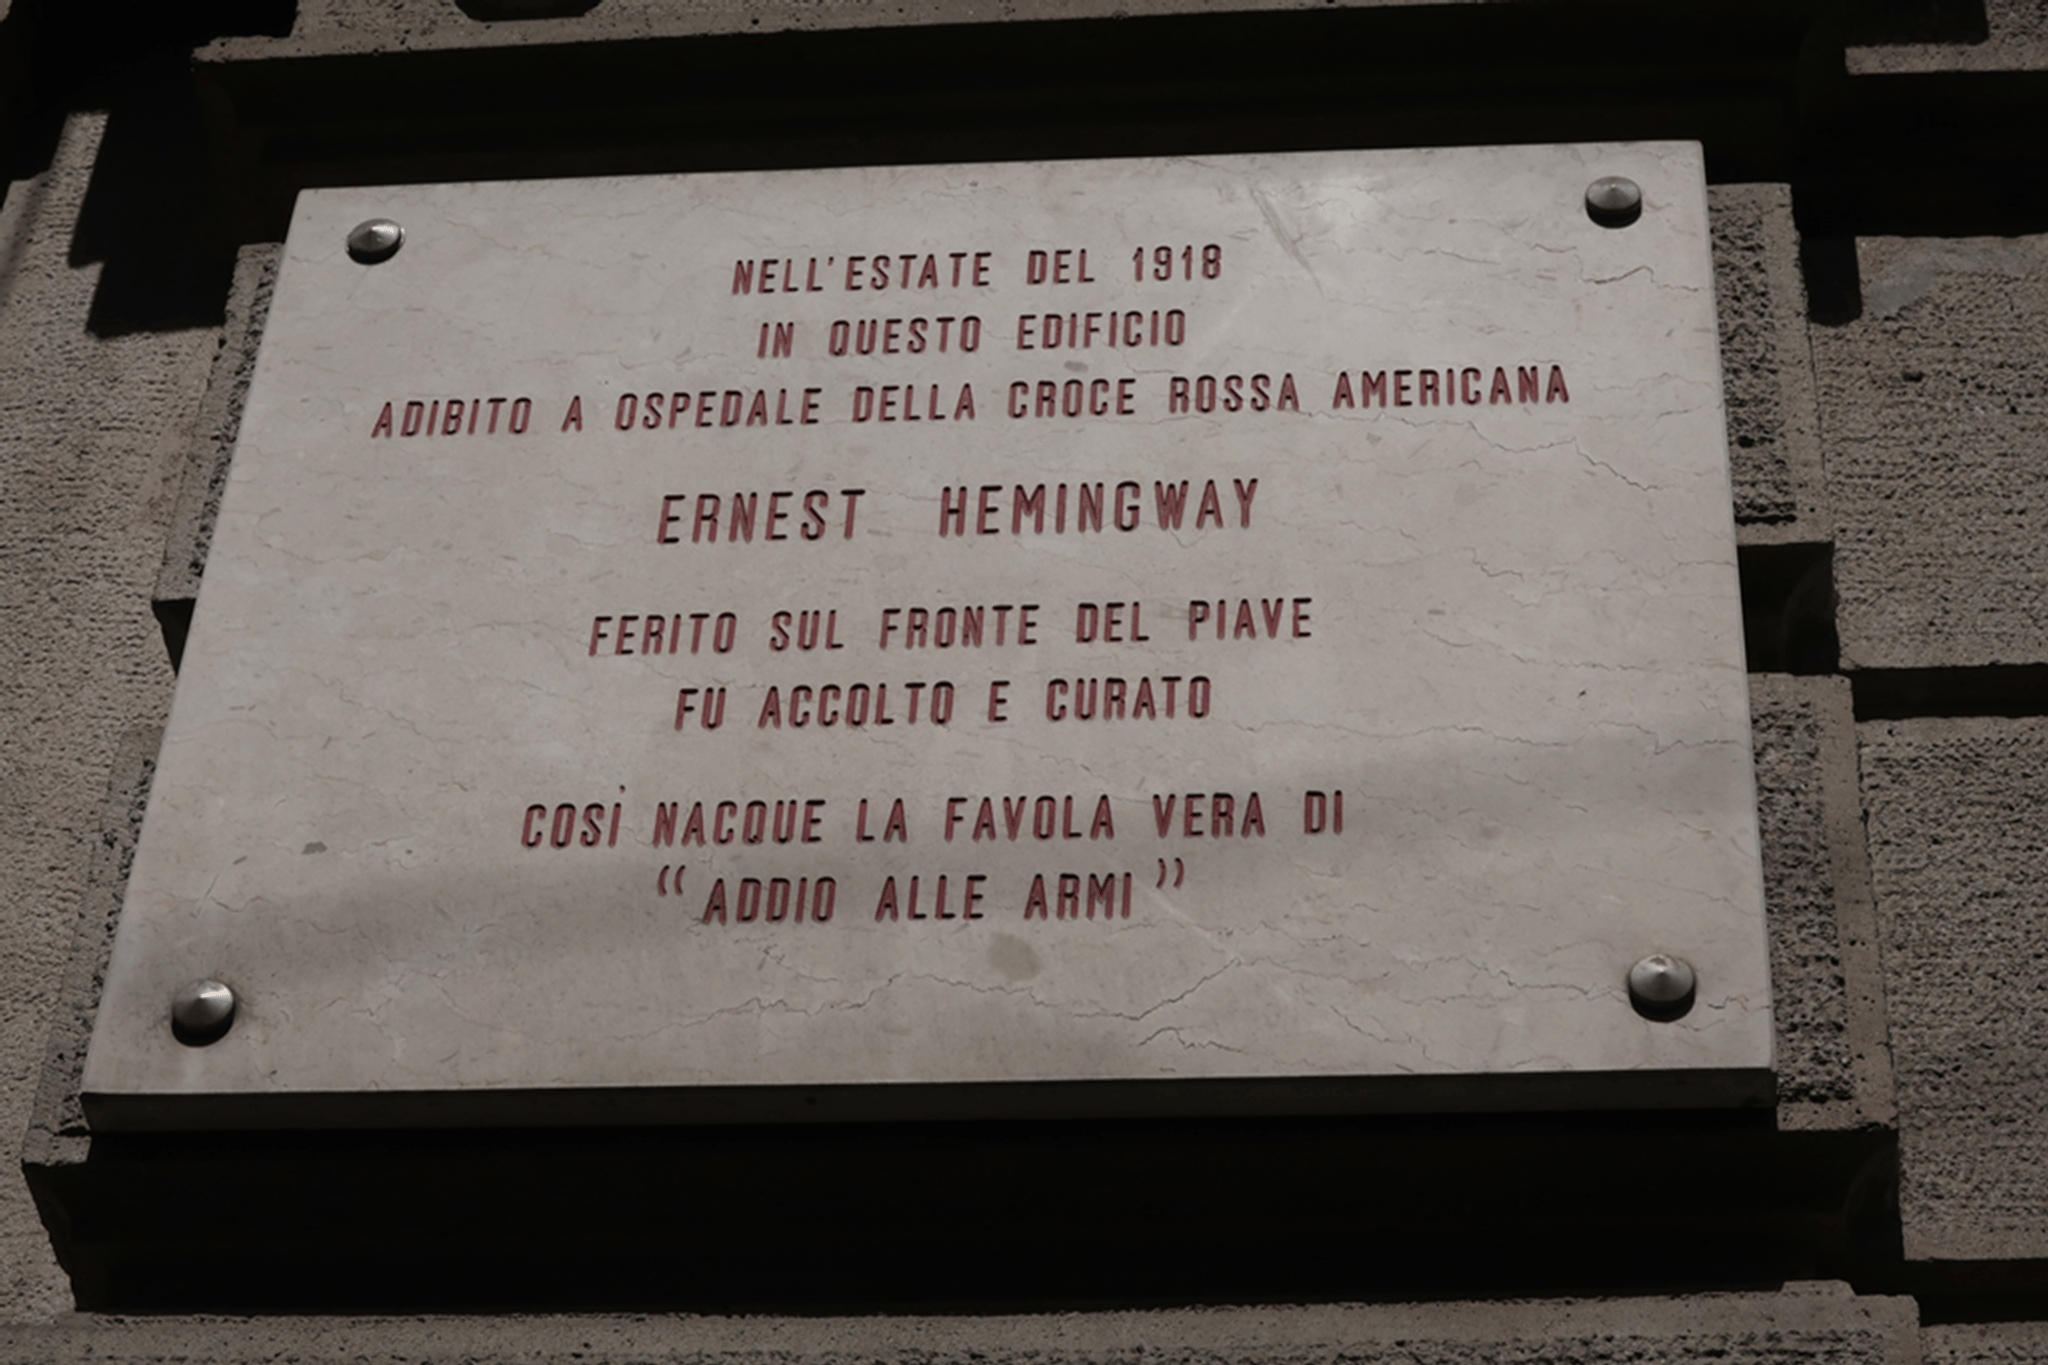 NELL'ESTATE DEL 1918
IN QUESTO EDIFICIO
ADIBITO A OSPEDALE DELLA CROCE ROSSA AMERICANA
ERNEST HEMINGWAY
FERITO SUL FRONTE DEL PIAVE
FU ACCOLTO E CURATO
COSÌ NACQUE LA FAVOLA VERA DI
“ADDIO ALLE ARMI”